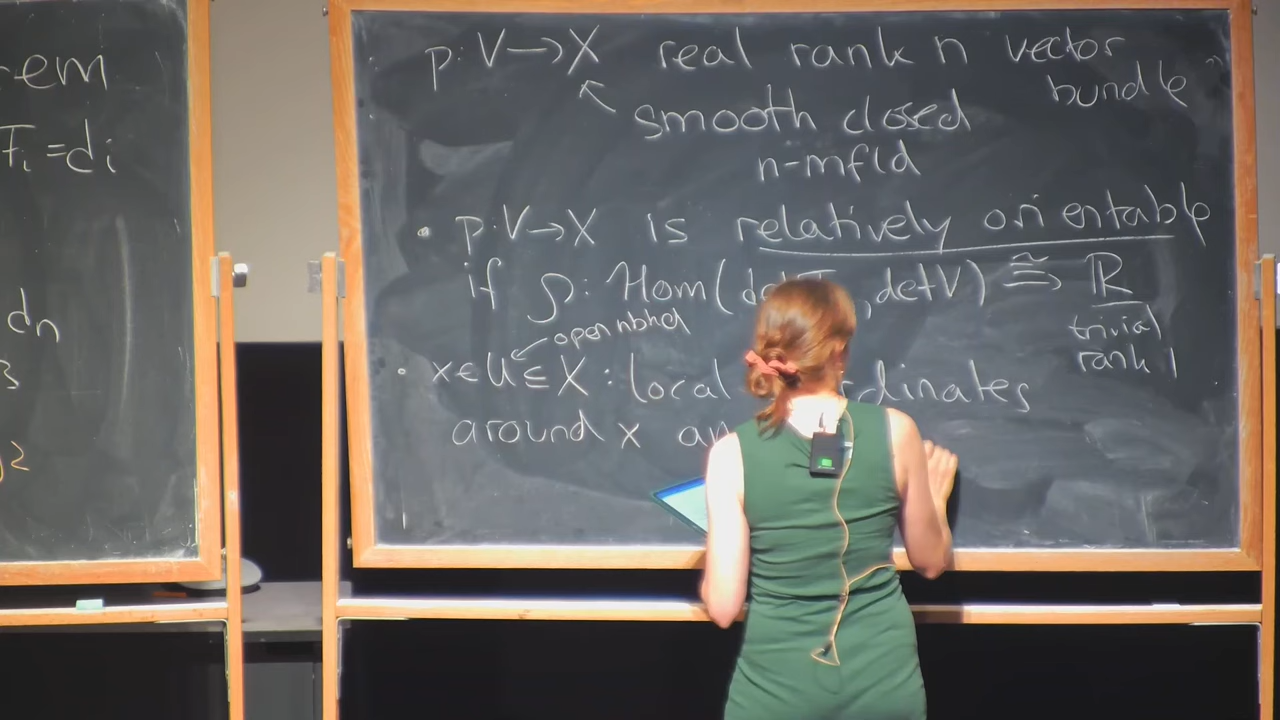 rem
Fi = di
dn
3
2
p: V → X real rank n vector
bundle
smooth closed
n-mfld
• p: V → X is relatively orientable
if ρ: Hom( , det V) ≅→ ℝ
open nbhd
trivial
rank 1
• x ∈ U ⊆ X : local
around x